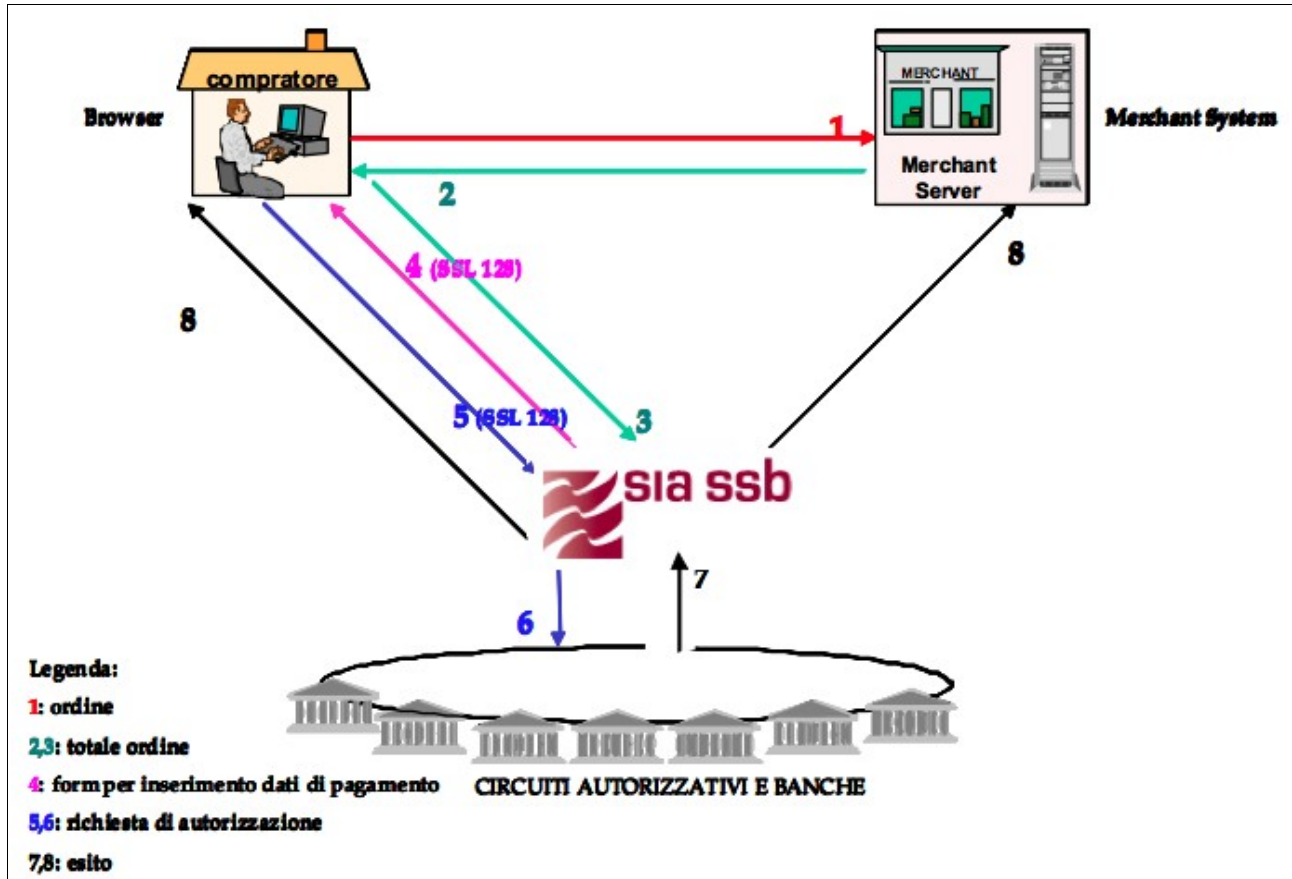 compratore
Browser
MERCHANT
Merchant
Server
Merchant System
1
2
4 (SSL 128)
8
8
5 (SSL 128)
3
sia ssb
7
6
Legenda:
1: ordine
2,3: totale ordine
4: form per inserimento dati di pagamento
CIRCUITI AUTORIZZATIVI E BANCHE
5,6: richiesta di autorizzazione
7,8: esito